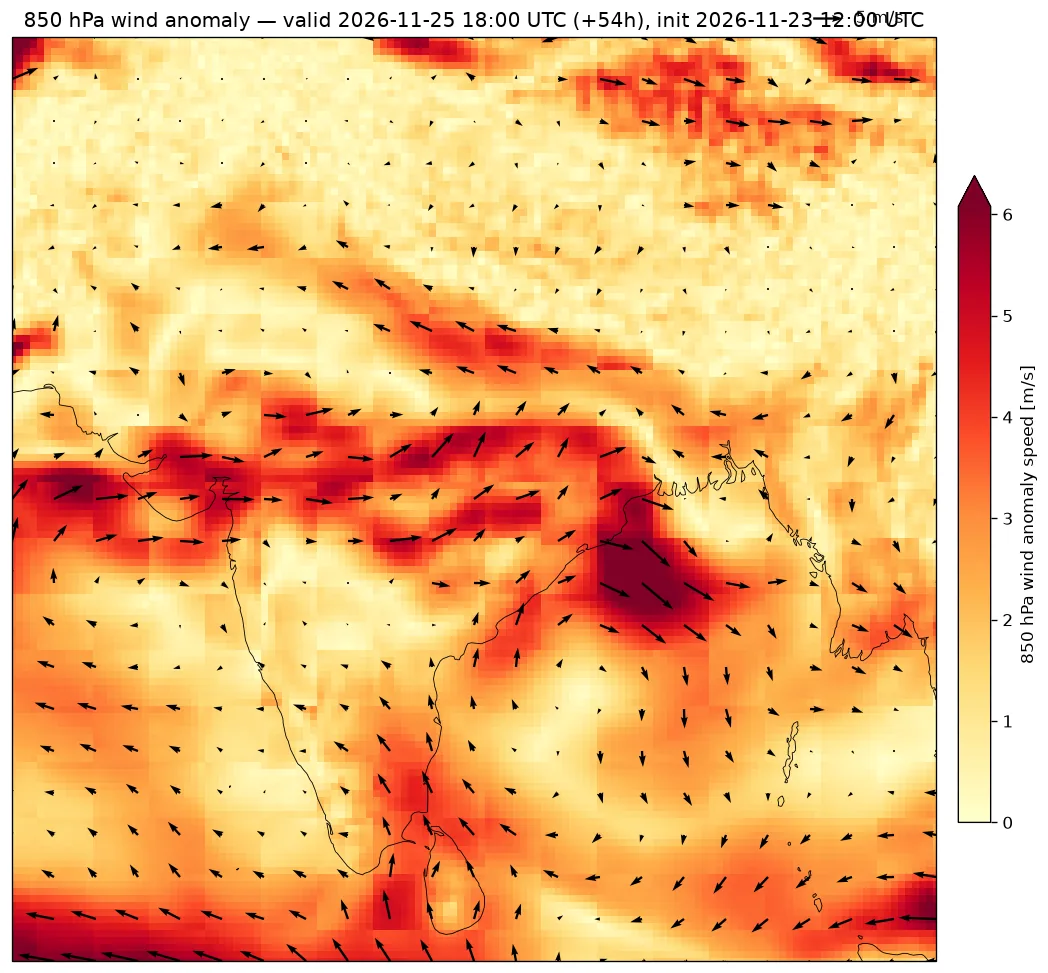 850 hPa wind anomaly — valid 2026-11-25 18:00 UTC (+54h), init 2026-11-23 12:00 UTC
5 m/s
6
5
4
3
2
1
0
850 hPa wind anomaly speed [m/s]